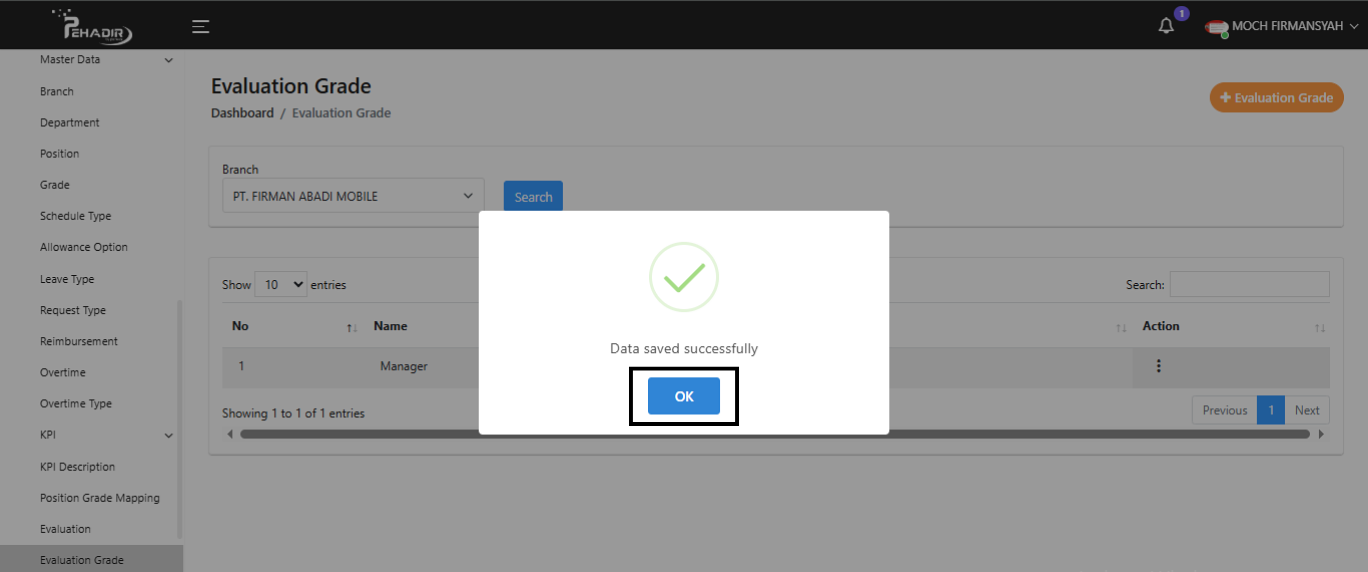 PEHADIR
1
MOCH FIRMANSYAH
Master Data
Branch
Department
Position
Grade
Schedule Type
Allowance Option
Leave Type
Request Type
Reimbursement
Overtime
Overtime Type
KPI
KPI Description
Position Grade Mapping
Evaluation
Evaluation Grade
Evaluation Grade
Dashboard / Evaluation Grade
+ Evaluation Grade
Branch
PT. FIRMAN ABADI MOBILE
Search
Show 10 entries
Search:
No Name Action
1 Manager
Showing 1 to 1 of 1 entries
Previous 1 Next
Data saved successfully
OK